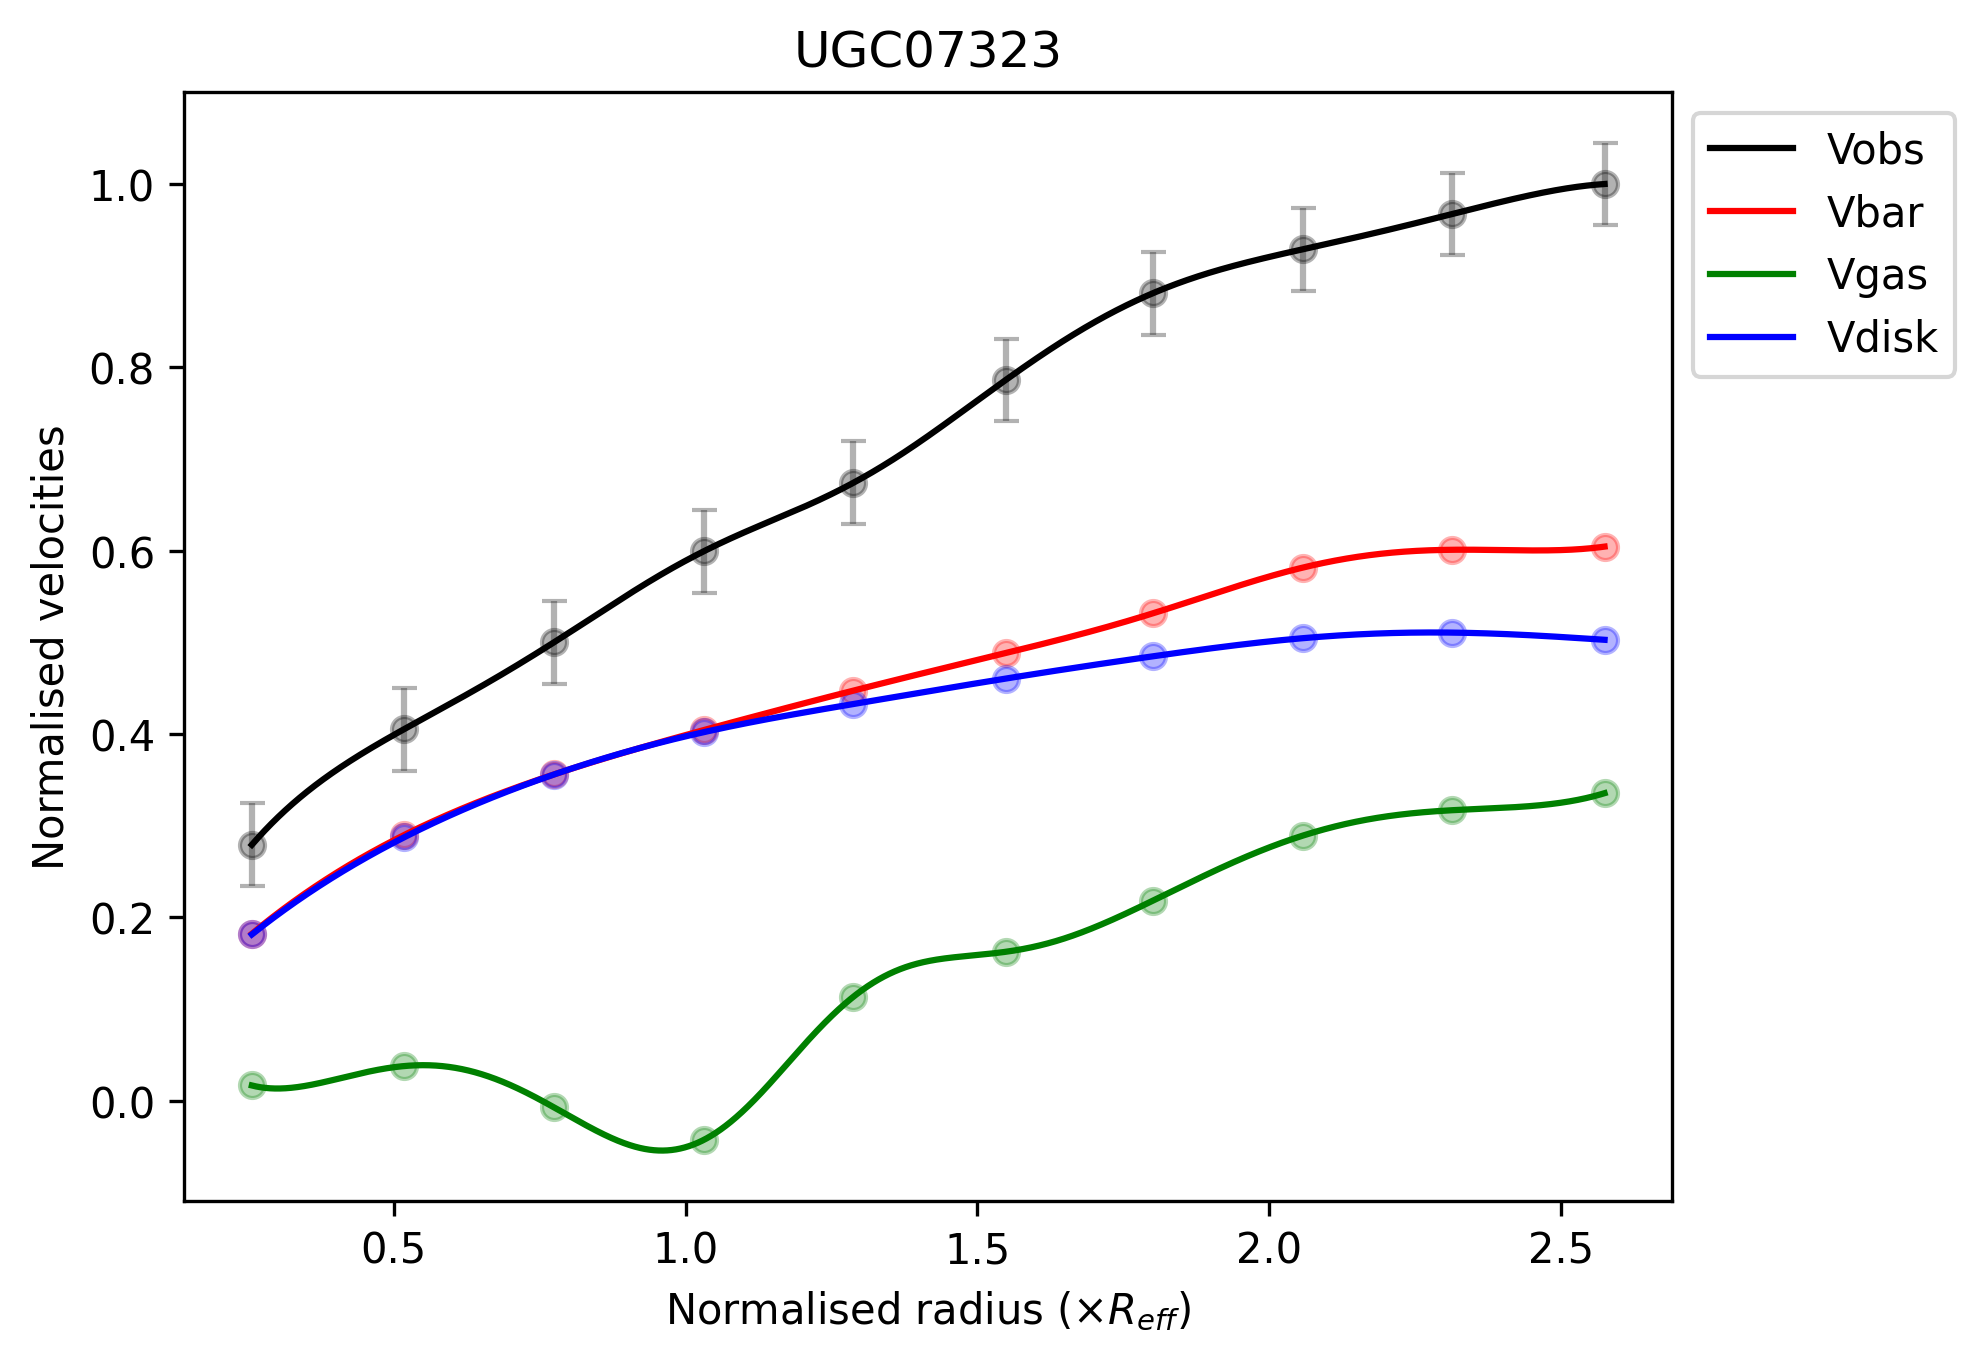 UGC07323
Vobs
Vbar
Vgas
Vdisk
Normalised velocities
1.0
0.8
0.6
0.4
0.2
0.0
0.5 1.0 1.5 2.0 2.5
Normalised radius (×R_eff)